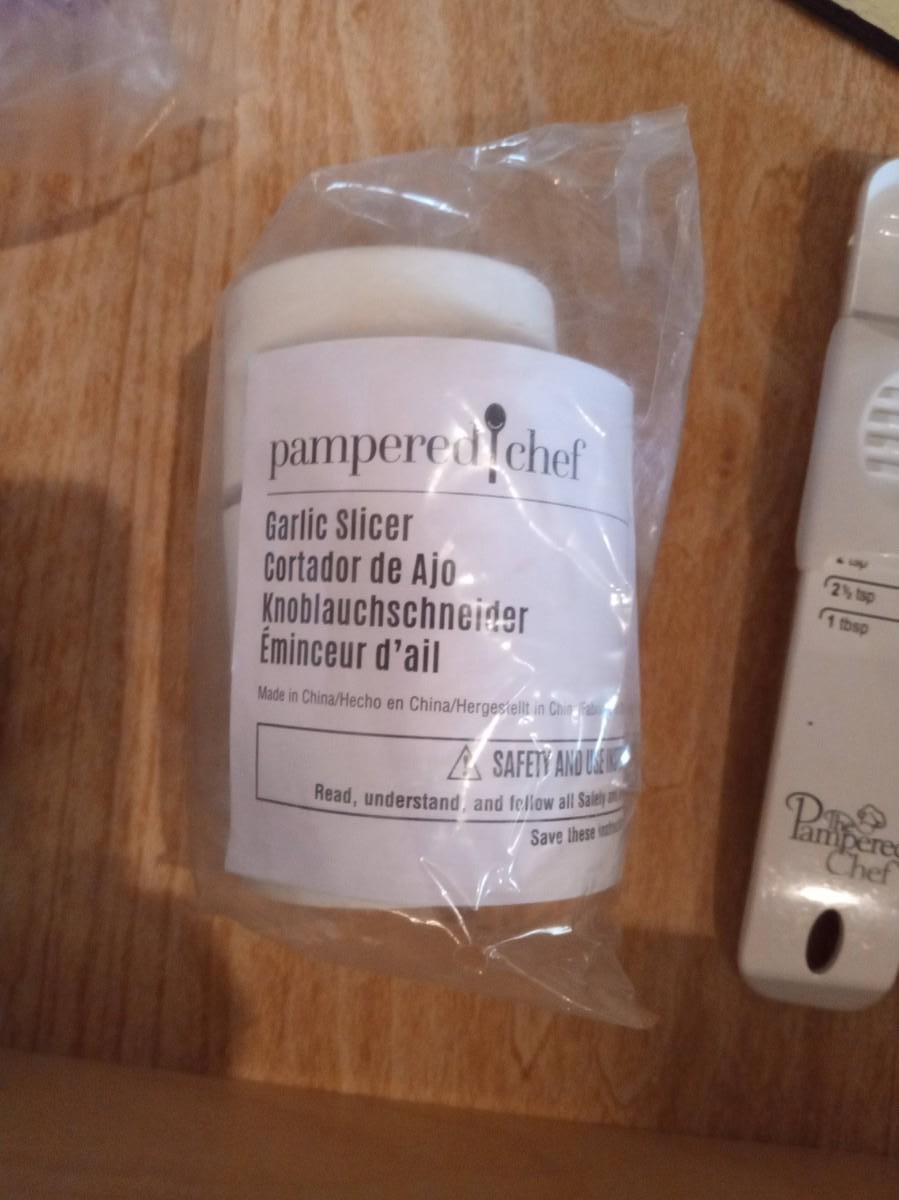 pampered chef
Garlic Slicer
Cortador de Ajo
Knoblauchschneider
Éminceur d'ail
Made in China/Hecho en China/Hergestellt in
SAFETY AND USE
Read, understand, and follow all Safety
Save these
2½ tsp
1 tbsp
The
Pampered
Chef